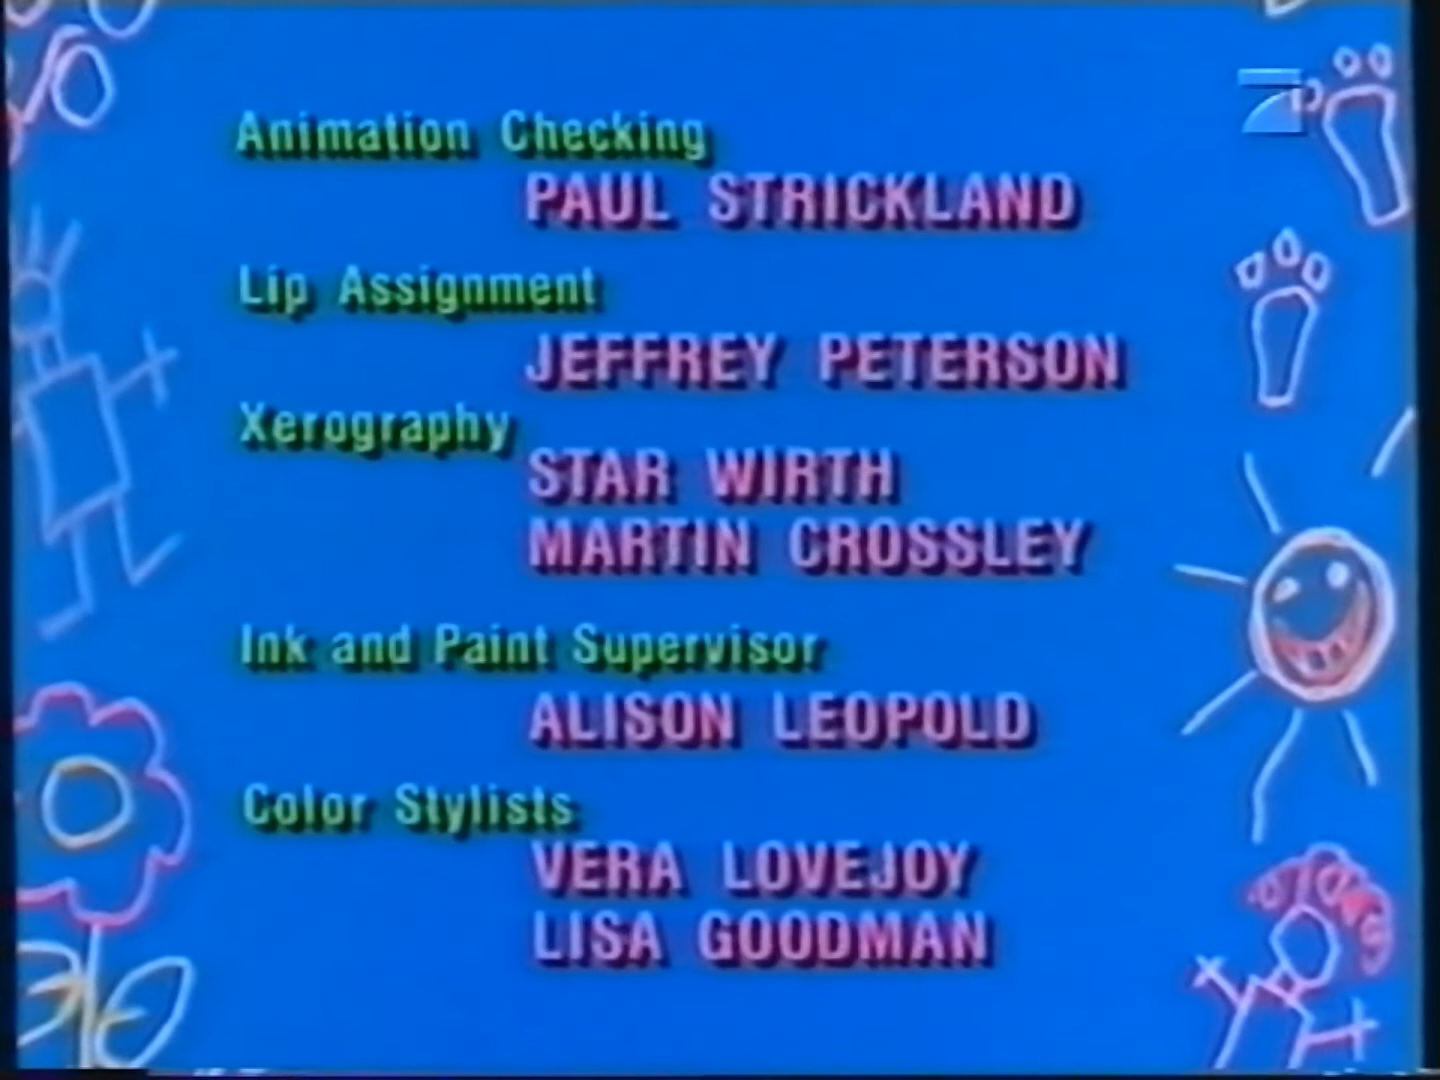 Animation Checking
PAUL STRICKLAND
Lip Assignment
JEFFREY PETERSON
Xerography
STAR WIRTH
MARTIN CROSSLEY
Ink and Paint Supervisor
ALISON LEOPOLD
Color Stylists
VERA LOVEJOY
LISA GOODMAN